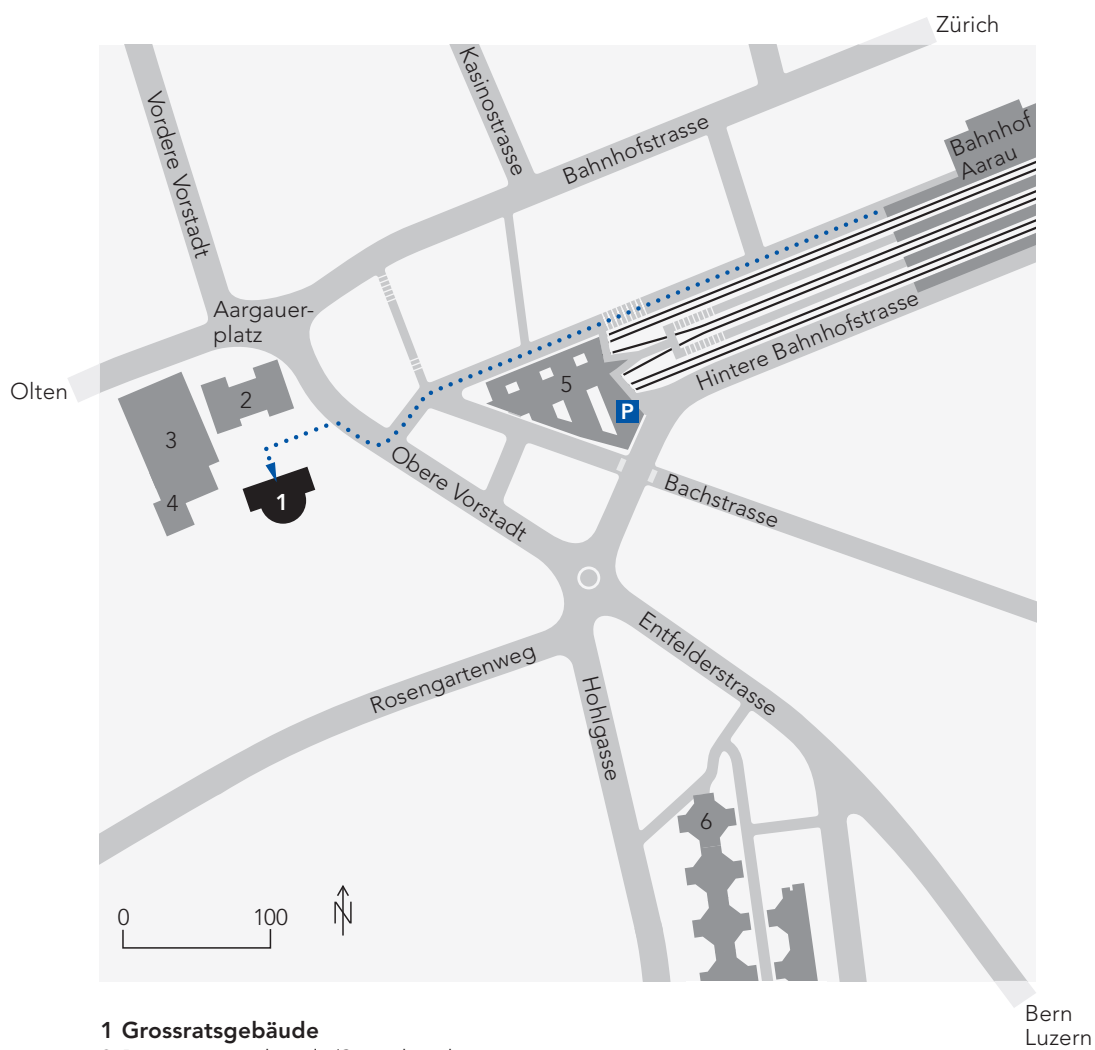 Zürich
Kasinostrasse
Vordere Vorstadt
Bahnhofstrasse
Bahnhof
Aarau
Aargauer-
platz
Hintere Bahnhofstrasse
Olten
5
2
P
3
4
1
Obere Vorstadt
Bachstrasse
Entfelderstrasse
Rosengartenweg
Hohlgasse
6
0 100
N
1 Grossratsgebäude
Bern
Luzern